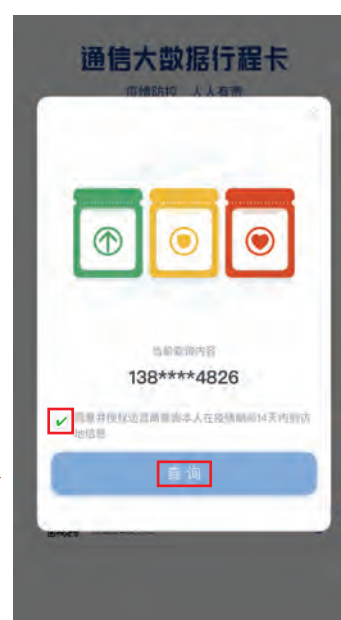 通信大数据行程卡
疫情防控 人人有责
当前查询内容
138****4826
同意并授权运营商查询本人在疫情期间14天内到访
地信息
查 询